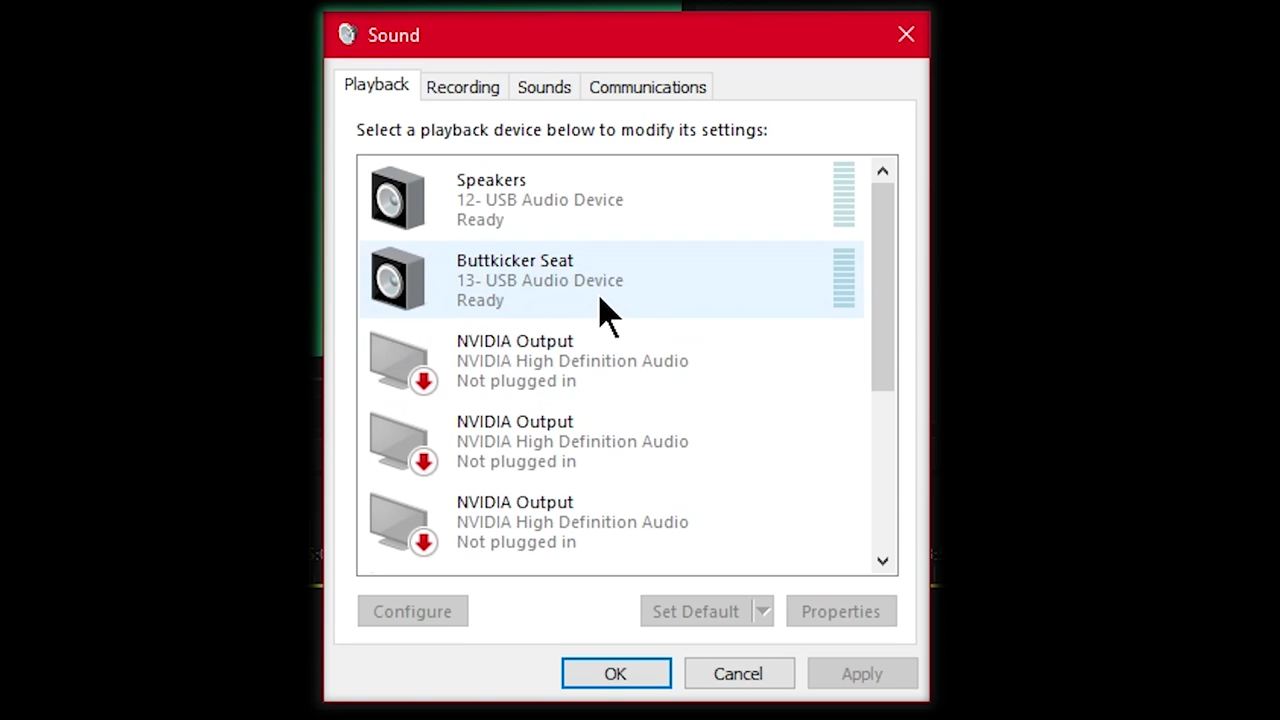 Sound
Playback
Recording
Sounds
Communications
Select a playback device below to modify its settings:
Speakers
12- USB Audio Device
Ready
Buttkicker Seat
13- USB Audio Device
Ready
NVIDIA Output
NVIDIA High Definition Audio
Not plugged in
NVIDIA Output
NVIDIA High Definition Audio
Not plugged in
NVIDIA Output
NVIDIA High Definition Audio
Not plugged in
Configure
Set Default
Properties
OK
Cancel
Apply